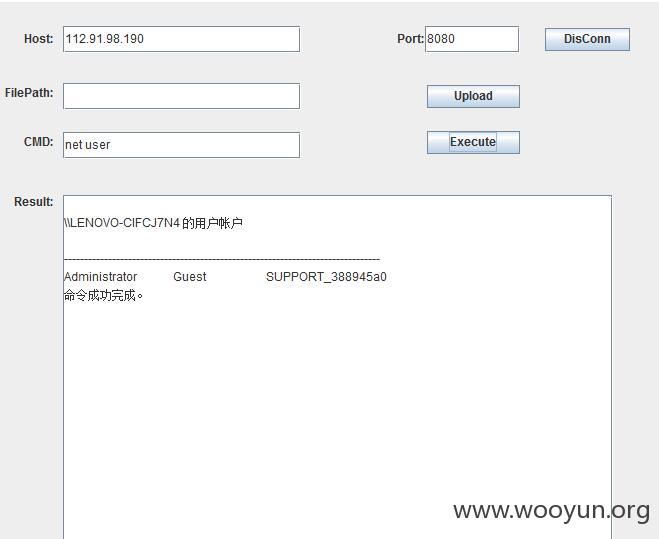 Host: 112.91.98.190 Port: 8080 DisConn
FilePath: Upload
CMD: net user Execute
Result:
\\LENOVO-CIFCJ7N4 的用户帐户
-------------------------------------------------------------------------------
Administrator Guest SUPPORT_388945a0
命令成功完成。
www.wooyun.org